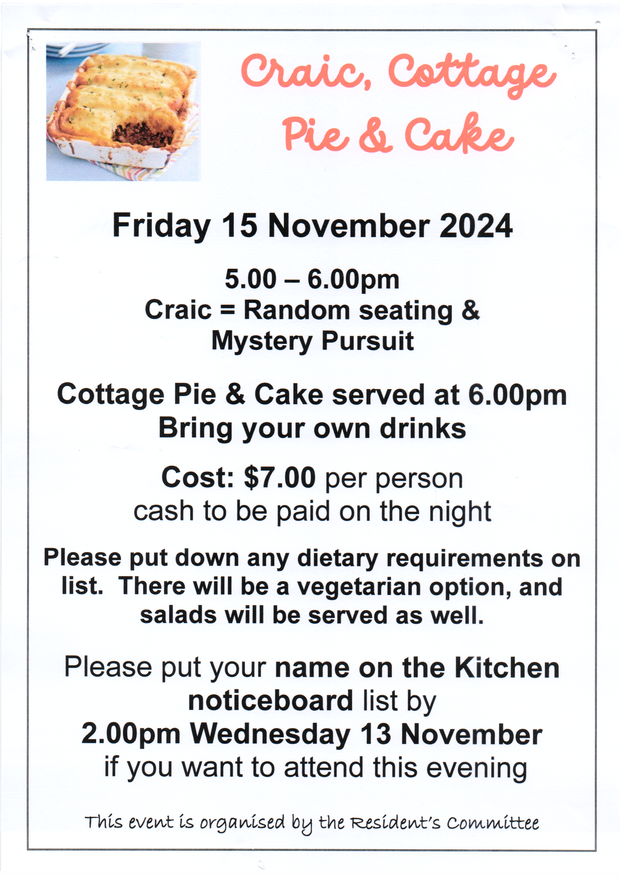 Craic, Cottage
Pie & Cake
Friday 15 November 2024
5.00 – 6.00pm
Craic = Random seating &
Mystery Pursuit
Cottage Pie & Cake served at 6.00pm
Bring your own drinks
Cost: $7.00 per person
cash to be paid on the night
Please put down any dietary requirements on
list.  There will be a vegetarian option, and
salads will be served as well.
Please put your name on the Kitchen
noticeboard list by
2.00pm Wednesday 13 November
if you want to attend this evening
This event is organised by the Resident's Committee